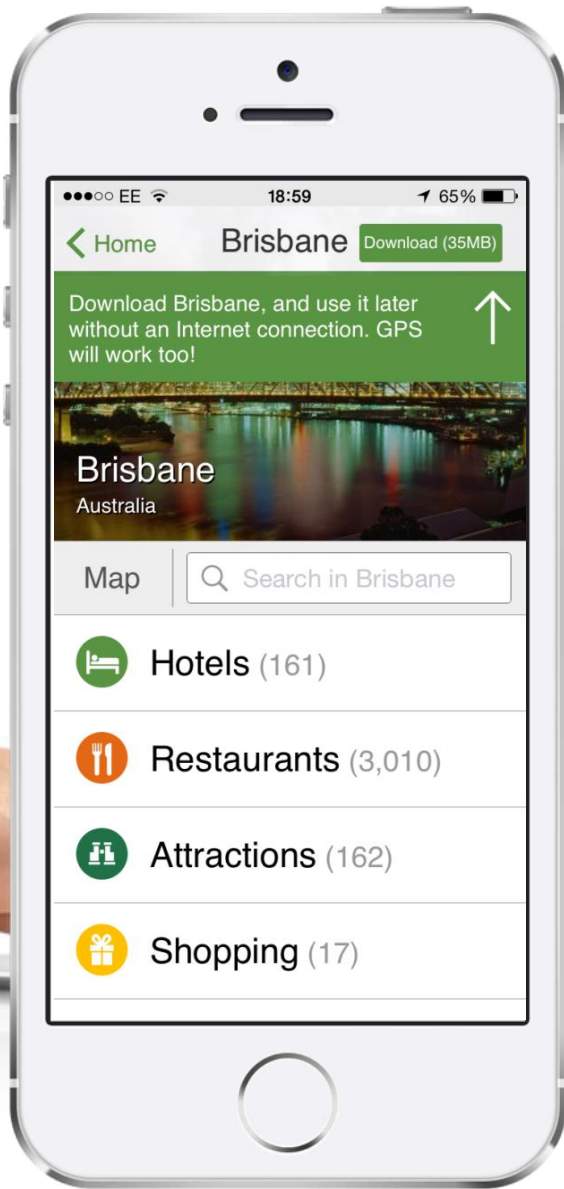 EE 18:59 65%
Home Brisbane Download (35MB)
Download Brisbane, and use it later
without an Internet connection. GPS
will work too!
Brisbane
Australia
Map Search in Brisbane
Hotels (161)
Restaurants (3,010)
Attractions (162)
Shopping (17)